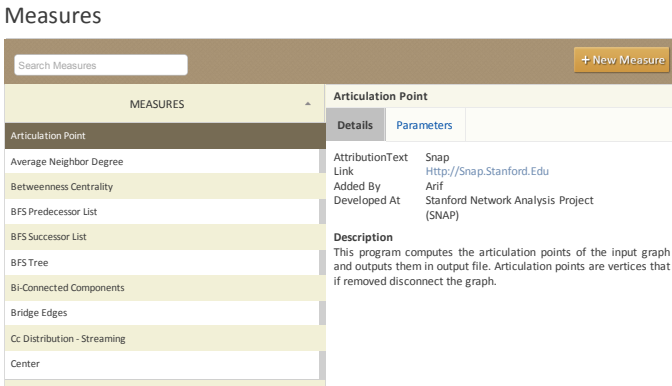 Measures
Search Measures
+ New Measure
MEASURES
Articulation Point
Average Neighbor Degree
Betweenness Centrality
BFS Predecessor List
BFS Successor List
BFS Tree
Bi-Connected Components
Bridge Edges
Cc Distribution - Streaming
Center
Articulation Point
Details Parameters
AttributionText Snap
Link Http://Snap.Stanford.Edu
Added By Arif
Developed At Stanford Network Analysis Project
(SNAP)
Description
This program computes the articulation points of the input graph
and outputs them in output file. Articulation points are vertices that
if removed disconnect the graph.